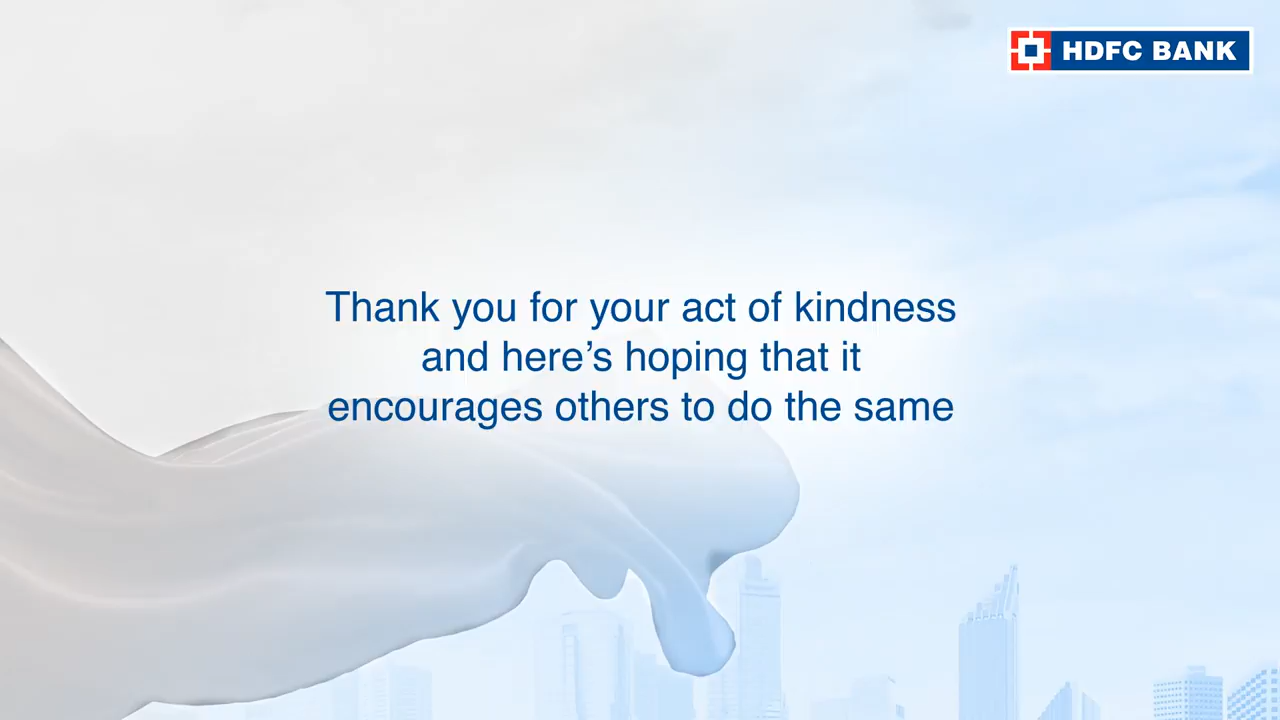 HDFC BANK
Thank you for your act of kindness
and here’s hoping that it
encourages others to do the same